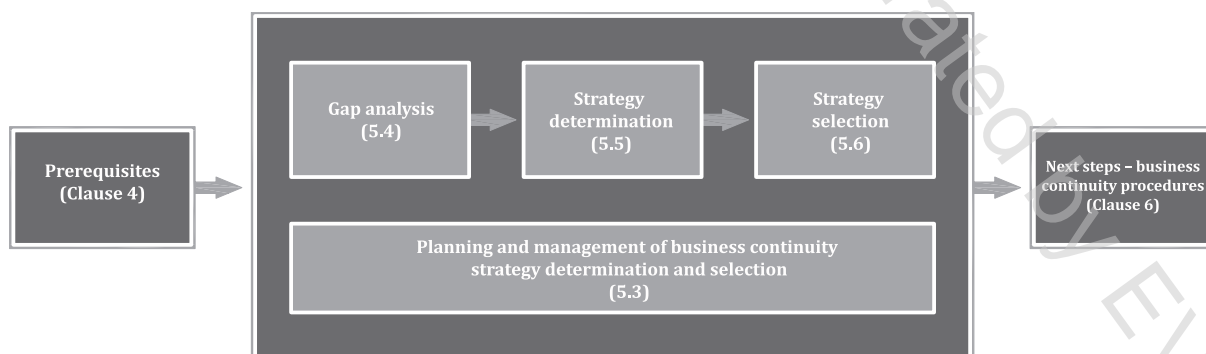 Gap analysis
(5.4)
Strategy
determination
(5.5)
Strategy
selection
(5.6)
Prerequisites
(Clause 4)
Next steps – business
continuity procedures
(Clause 6)
Planning and management of business continuity
strategy determination and selection
(5.3)
by